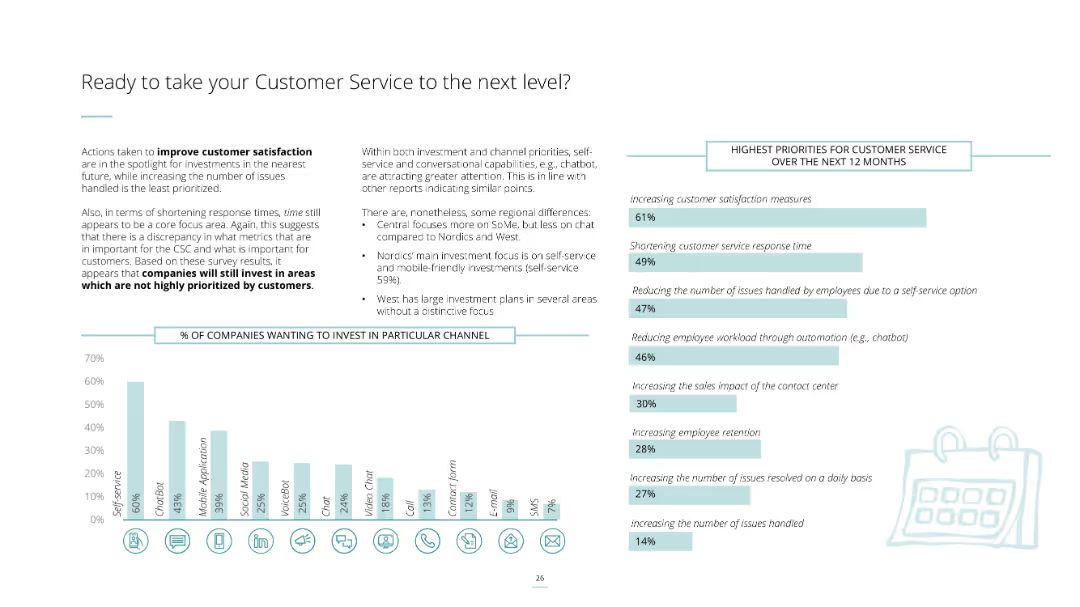 Ready to take your Customer Service to the next level?
Actions taken to improve customer satisfaction
are in the spotlight for investments in the nearest
future, while increasing the number of issues
handled is the least prioritized.
Also, in terms of shortening response times, time still
appears to be a core focus area. Again, this suggests
that there is a discrepancy in what metrics that are
in important for the CSC and what is important for
customers. Based on these survey results, it
appears that companies will still invest in areas
which are not highly prioritized by customers.
Within both investment and channel priorities, self-
service and conversational capabilities, e.g., chatbot,
are attracting greater attention. This is in line with
other reports indicating similar points.
There are, nonetheless, some regional differences:
• Central focuses more on SoMe, but less on chat
compared to Nordics and West.
• Nordics' main investment focus is on self-service
and mobile-friendly investments (self-service
59%).
• West has large investment plans in several areas
without a distinctive focus
% OF COMPANIES WANTING TO INVEST IN PARTICULAR CHANNEL
70%
60%
50%
40%
30%
20%
10%
0%
Self-service
60%
ChatBot
43%
Mobile Application
39%
Social Media
25%
VoiceBot
25%
Chat
24%
Video Chat
18%
Call
13%
Contact form
12%
E-mail
9%
SMS
7%
in
HIGHEST PRIORITIES FOR CUSTOMER SERVICE
OVER THE NEXT 12 MONTHS
Increasing customer satisfaction measures
61%
Shortening customer service response time
49%
Reducing the number of issues handled by employees due to a self-service option
47%
Reducing employee workload through automation (e.g., chatbot)
46%
Increasing the sales impact of the contact center
30%
Increasing employee retention
28%
Increasing the number of issues resolved on a daily basis
27%
Increasing the number of issues handled
14%
26